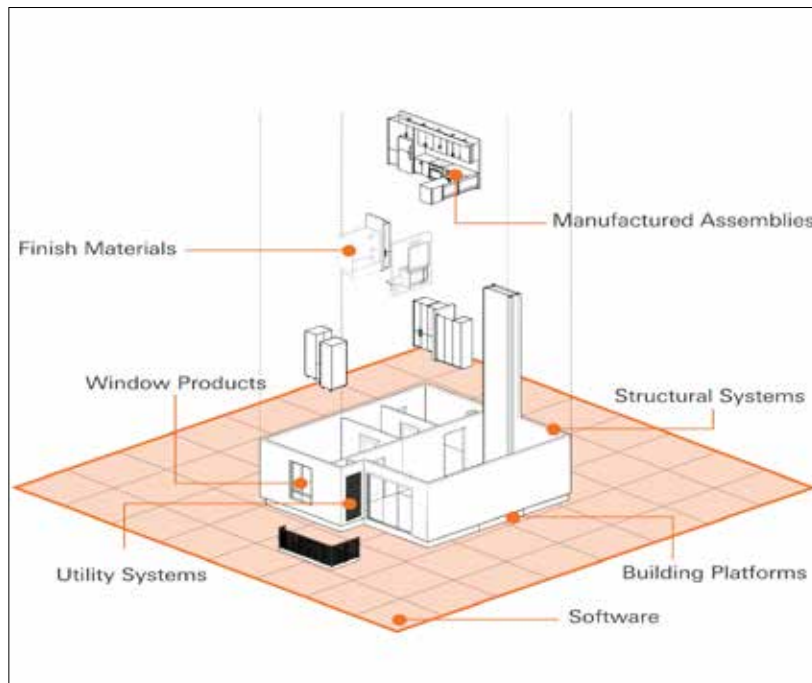 Manufactured Assemblies
Finish Materials
Window Products
Structural Systems
Utility Systems
Building Platforms
Software